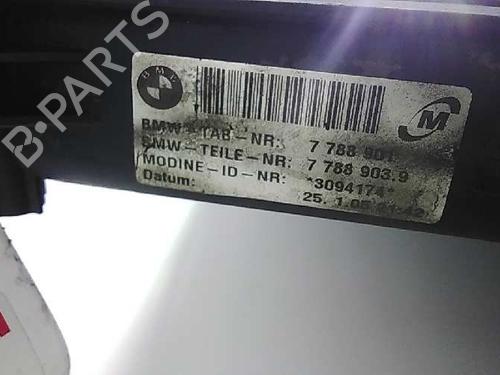 B-PARTS
BMW
M
BMW-TAB-NR: 7 788 901
BMW-TEILE-NR: 7 788 903.9
MODINE-ID-NR: *3094174*
Datum: 25. 1.05